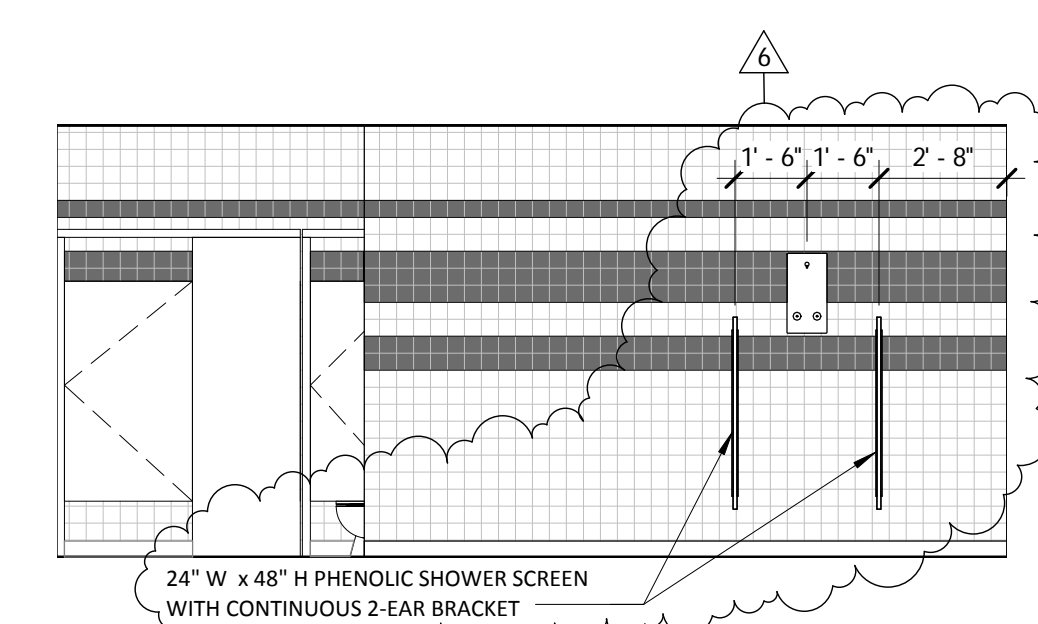 6
1' - 6" 1' - 6" 2' - 8"
24" W x 48" H PHENOLIC SHOWER SCREEN
WITH CONTINUOUS 2-EAR BRACKET